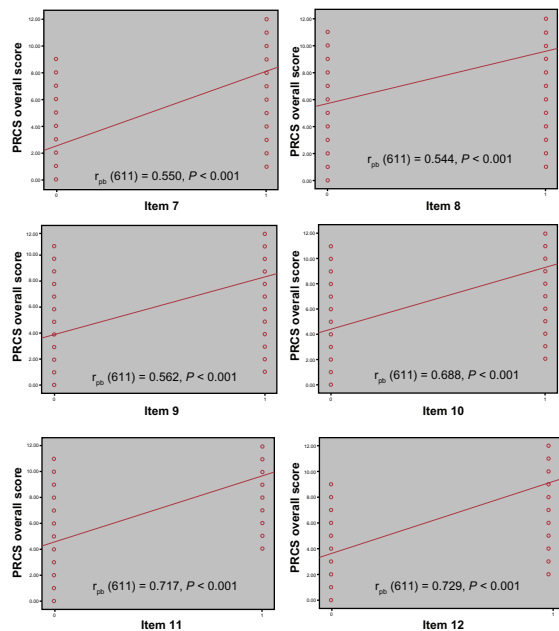 PRCS overall score
12.00
10.00
8.00
6.00
4.00
2.00
0.00
r_pb (611) = 0.550, P < 0.001
0 1
Item 7
PRCS overall score
12.00
10.00
8.00
6.00
4.00
2.00
0.00
r_pb (611) = 0.544, P < 0.001
0 1
Item 8
PRCS overall score
12.00
10.00
8.00
6.00
4.00
2.00
0.00
r_pb (611) = 0.562, P < 0.001
0 1
Item 9
PRCS overall score
12.00
10.00
8.00
6.00
4.00
2.00
0.00
r_pb (611) = 0.688, P < 0.001
0 1
Item 10
PRCS overall score
12.00
10.00
8.00
6.00
4.00
2.00
0.00
r_pb (611) = 0.717, P < 0.001
0 1
Item 11
PRCS overall score
12.00
10.00
8.00
6.00
4.00
2.00
0.00
r_pb (611) = 0.729, P < 0.001
0 1
Item 12